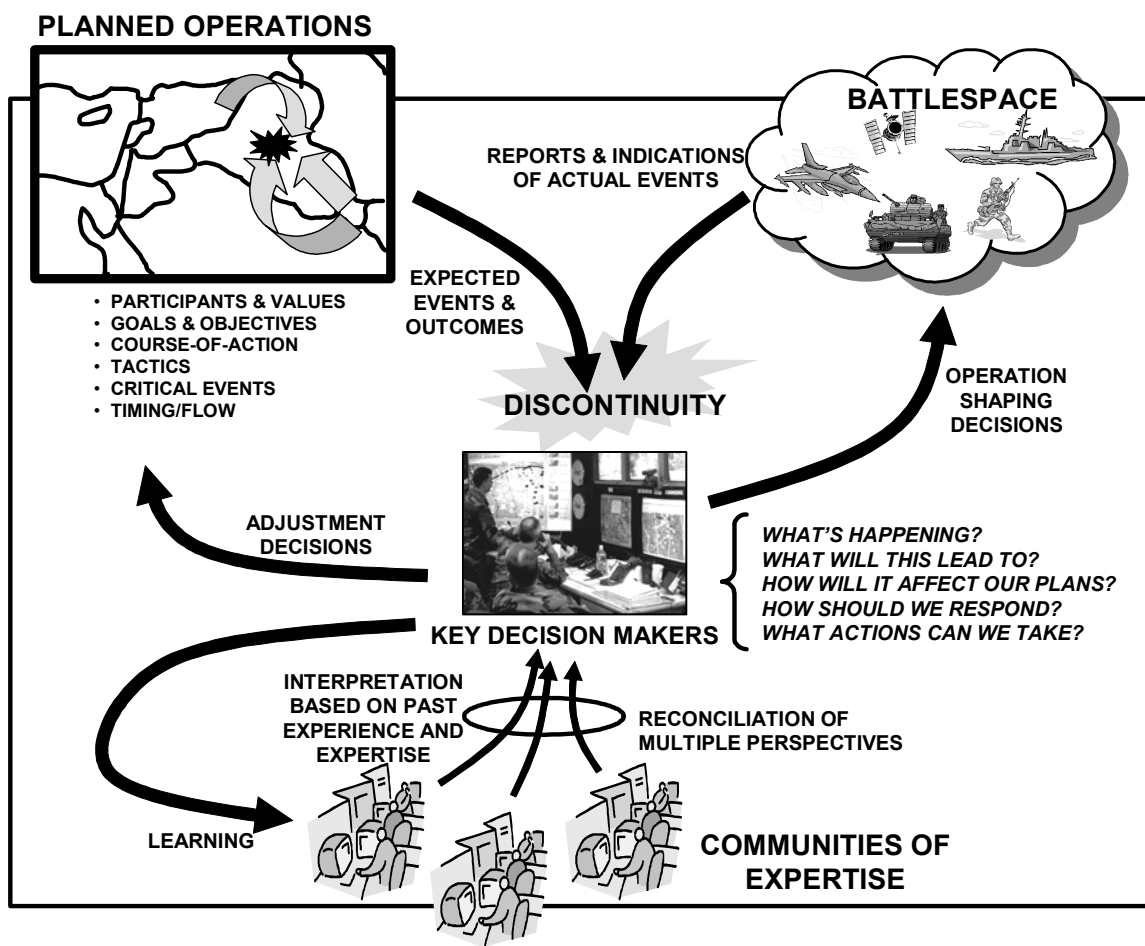 PLANNED OPERATIONS
BATTLESPACE
REPORTS & INDICATIONS
OF ACTUAL EVENTS
EXPECTED
EVENTS &
OUTCOMES
• PARTICIPANTS & VALUES
• GOALS & OBJECTIVES
• COURSE-OF-ACTION
• TACTICS
• CRITICAL EVENTS
• TIMING/FLOW
DISCONTINUITY
OPERATION
SHAPING
DECISIONS
ADJUSTMENT
DECISIONS
WHAT'S HAPPENING?
WHAT WILL THIS LEAD TO?
HOW WILL IT AFFECT OUR PLANS?
HOW SHOULD WE RESPOND?
WHAT ACTIONS CAN WE TAKE?
KEY DECISION MAKERS
INTERPRETATION
BASED ON PAST
EXPERIENCE AND
EXPERTISE
RECONCILIATION OF
MULTIPLE PERSPECTIVES
LEARNING
COMMUNITIES OF
EXPERTISE